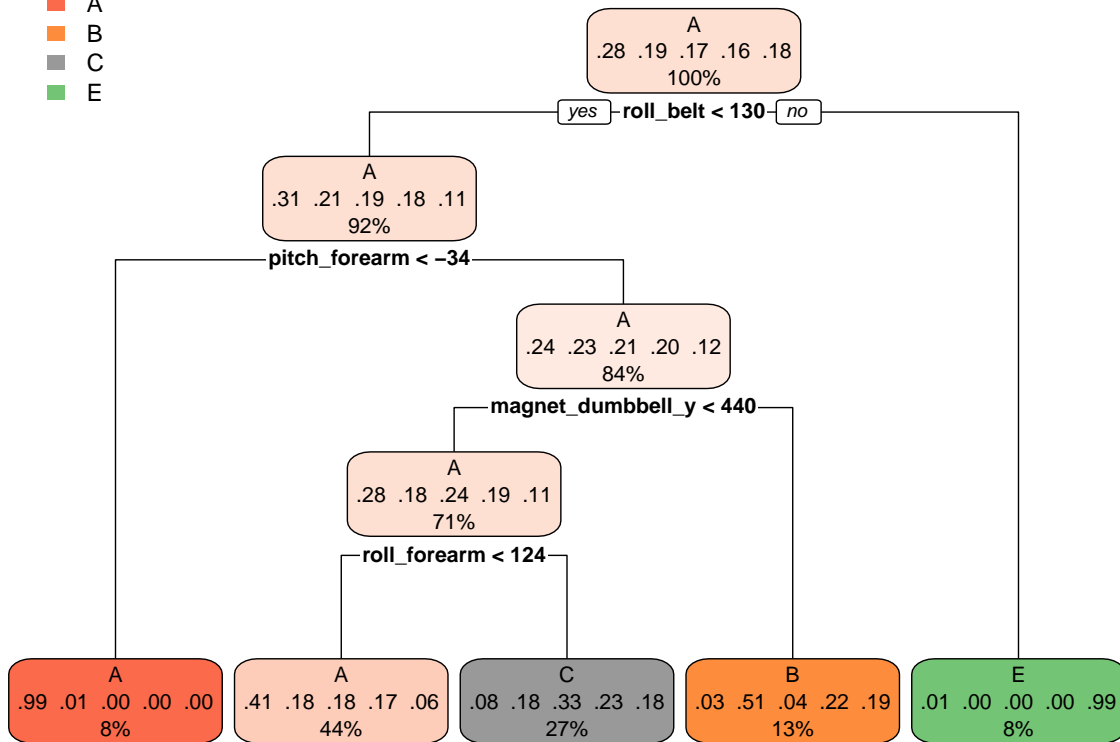 A
B
C
E
A
.28 .19 .17 .16 .18
100%
yes roll_belt < 130 no
A
.31 .21 .19 .18 .11
92%
pitch_forearm < −34
A
.24 .23 .21 .20 .12
84%
magnet_dumbbell_y < 440
A
.28 .18 .24 .19 .11
71%
roll_forearm < 124
A
.99 .01 .00 .00 .00
8%
A
.41 .18 .18 .17 .06
44%
C
.08 .18 .33 .23 .18
27%
B
.03 .51 .04 .22 .19
13%
E
.01 .00 .00 .00 .99
8%